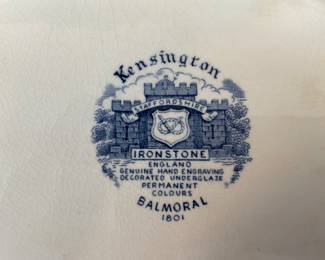 Kensington
STAFFORDSHIRE
IRONSTONE
ENGLAND
GENUINE HAND ENGRAVING
DECORATED UNDERGLAZE
PERMANENT
COLOURS
BALMORAL
1801